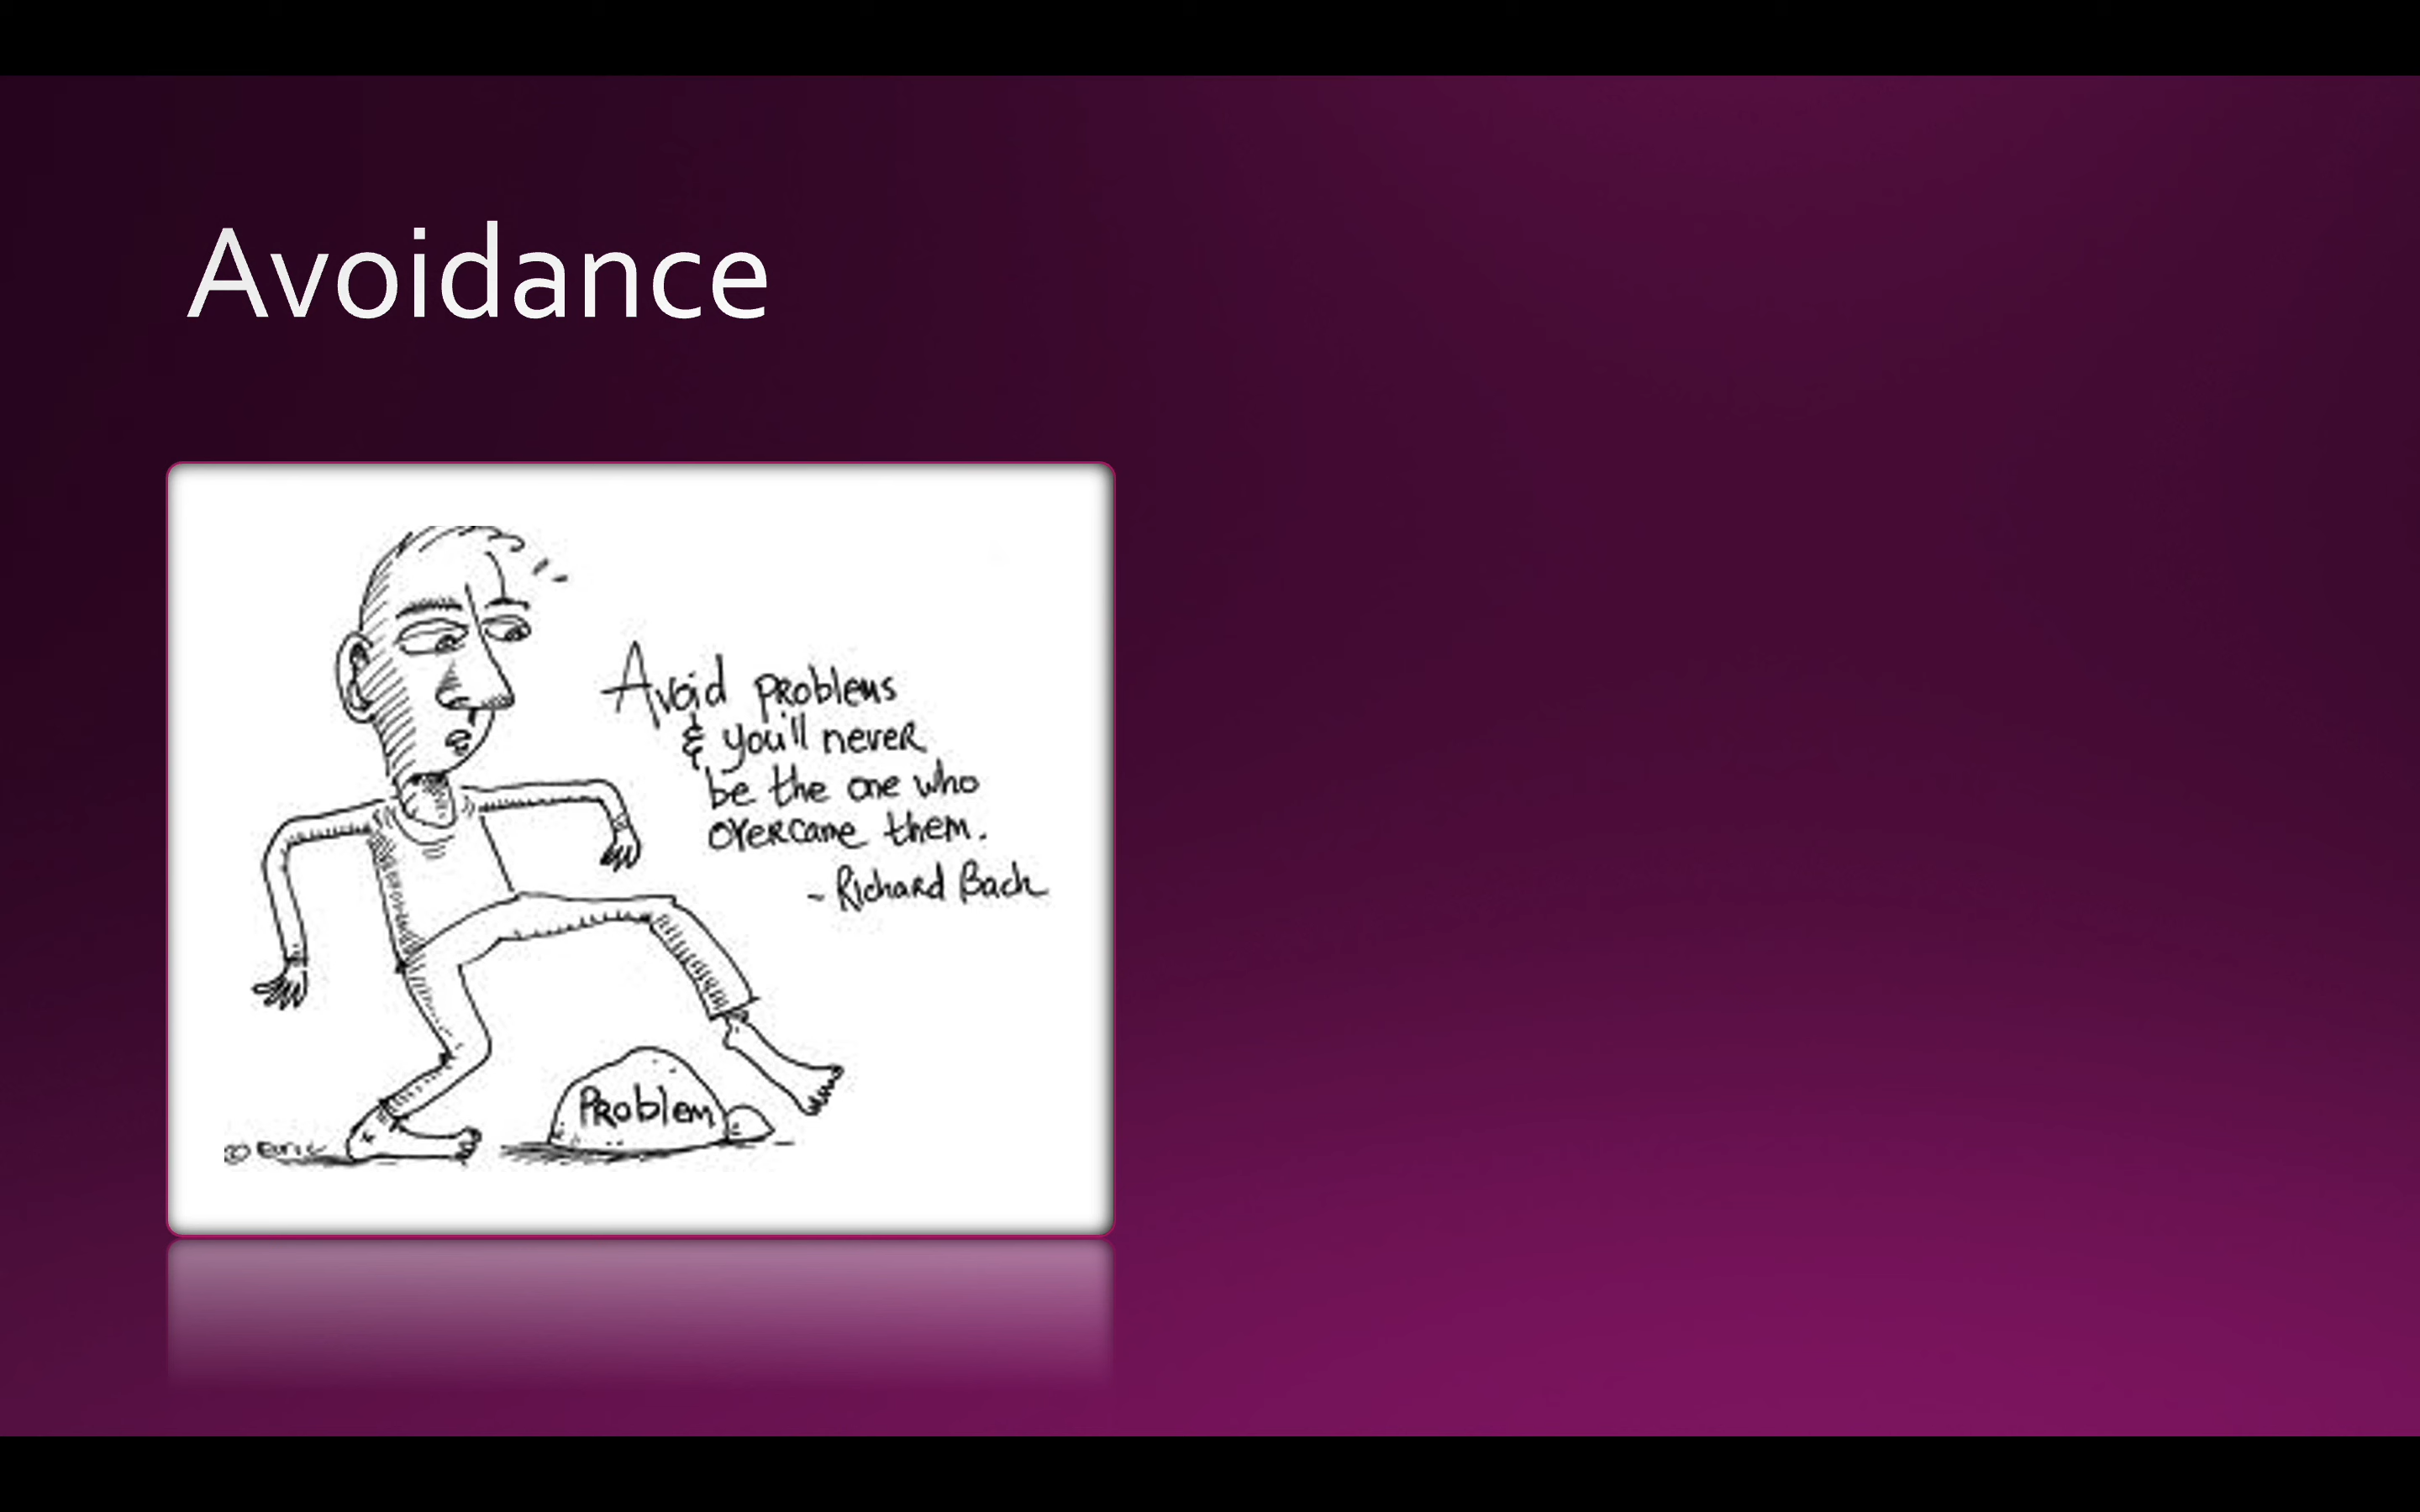 Avoidance
Avoid problems
& you'll never
be the one who
overcame them.
- Richard Bach
Problem
©